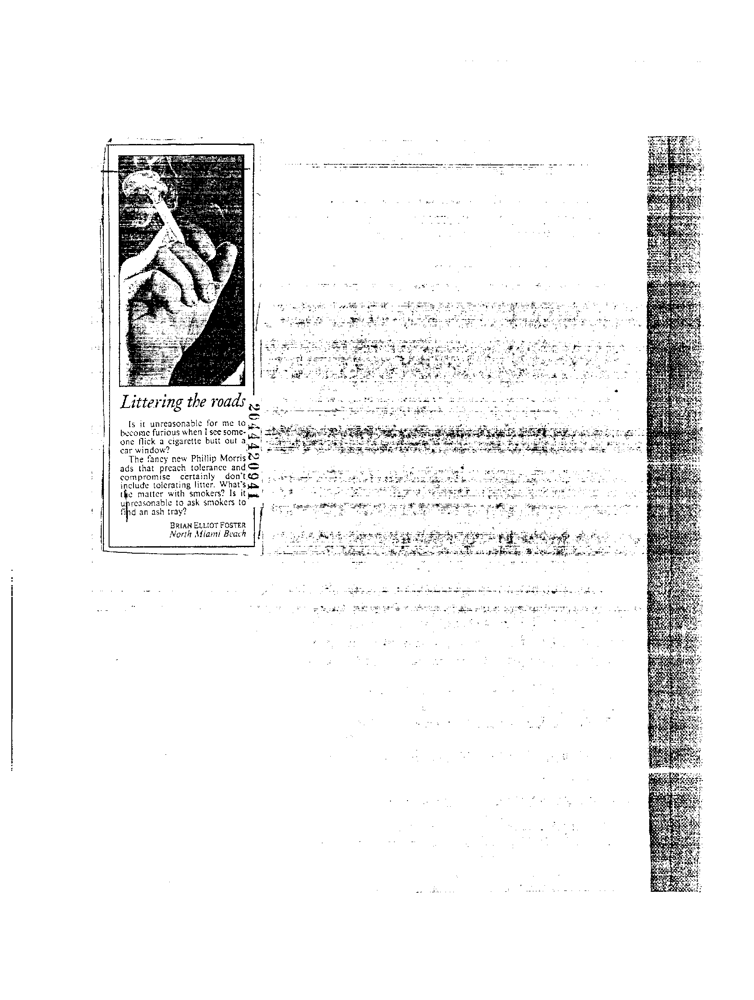 Littering the roads
Is it unreasonable for me to
become furious when I see some-
one flick a cigarette butt out a
car window?
The fancy new Phillip Morris
ads that preach tolerance and
compromise certainly don't
include tolerating litter. What's
the matter with smokers? Is it
unreasonable to ask smokers to
find an ash tray?
BRIAN ELLIOT FOSTER
North Miami Beach
2044420941